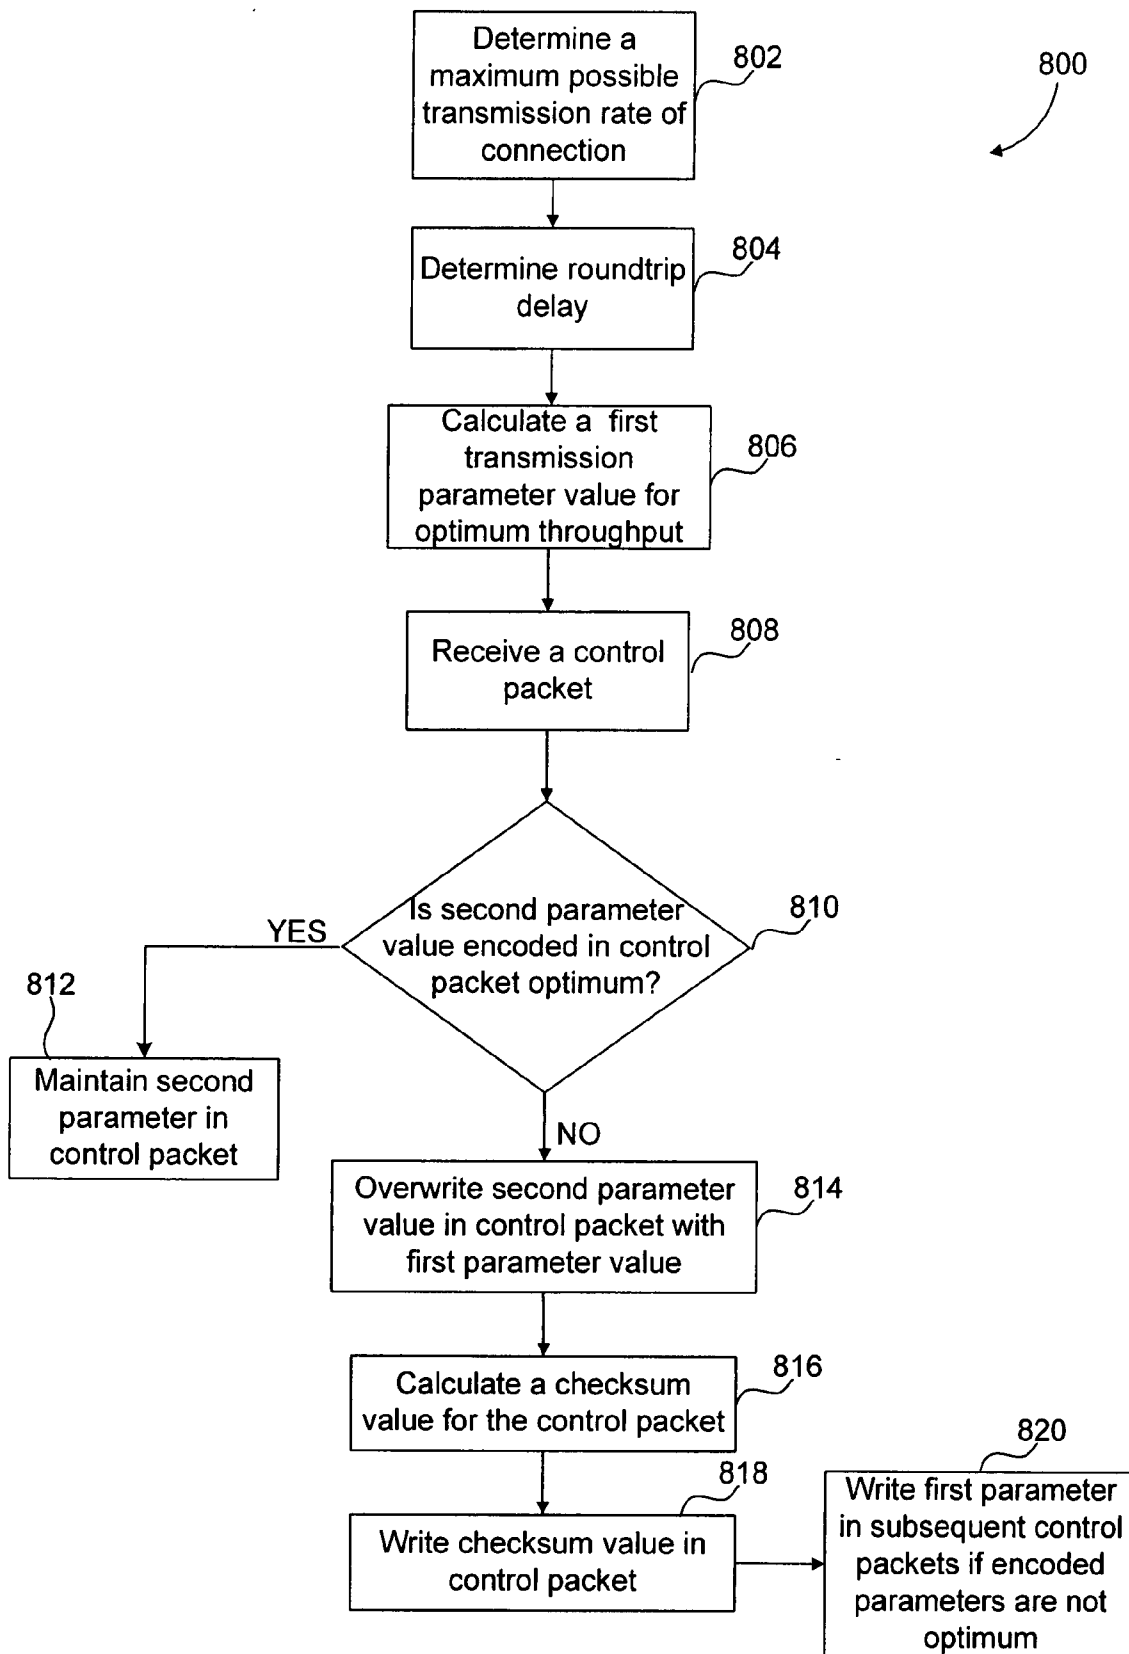 Determine a
maximum possible
transmission rate of
connection
802
800
Determine roundtrip
delay
804
Calculate a first
transmission
parameter value for
optimum throughput
806
Receive a control
packet
808
Is second parameter
value encoded in control
packet optimum?
810
YES
812
Maintain second
parameter in
control packet
NO
Overwrite second parameter
value in control packet with
first parameter value
814
Calculate a checksum
value for the control packet
816
Write checksum value in
control packet
818
820
Write first parameter
in subsequent control
packets if encoded
parameters are not
optimum